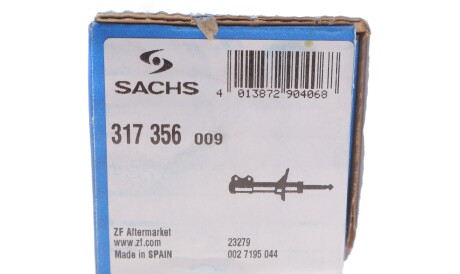 SACHS
4 013872 904068
317 356 009
ZF Aftermarket
www.zf.com
Made in SPAIN
23279
002 7195 044